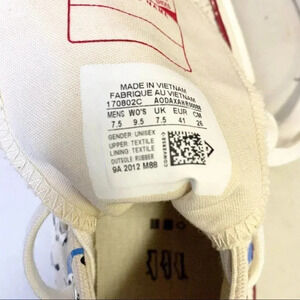 MADE IN VIETNAM
FABRIQUE AU VIETNAM
170802C
MENS WO'S UK EUR CM
7.5 9.5 7.5 41 26
GENDER: UNISEX
UPPER: TEXTILE
LINING: TEXTILE
OUTSOLE: RUBBER
9A 2012 M88